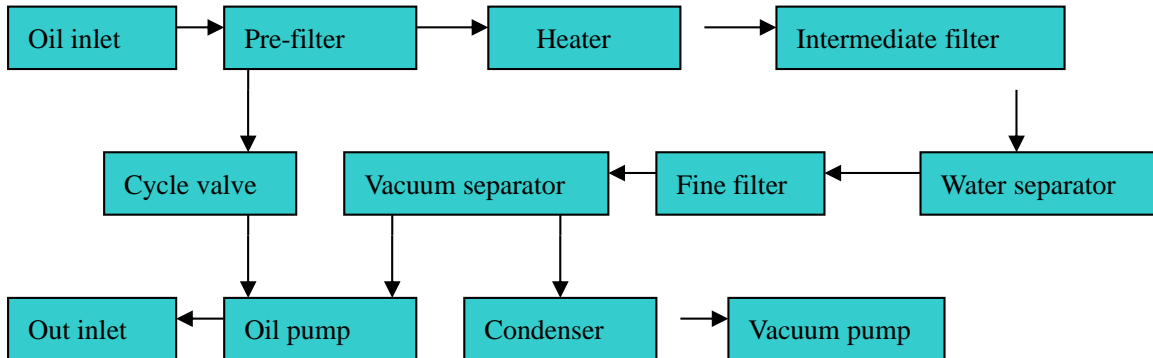 Oil inlet
Pre-filter
Heater
Intermediate filter
Cycle valve
Vacuum separator
Fine filter
Water separator
Out inlet
Oil pump
Condenser
Vacuum pump